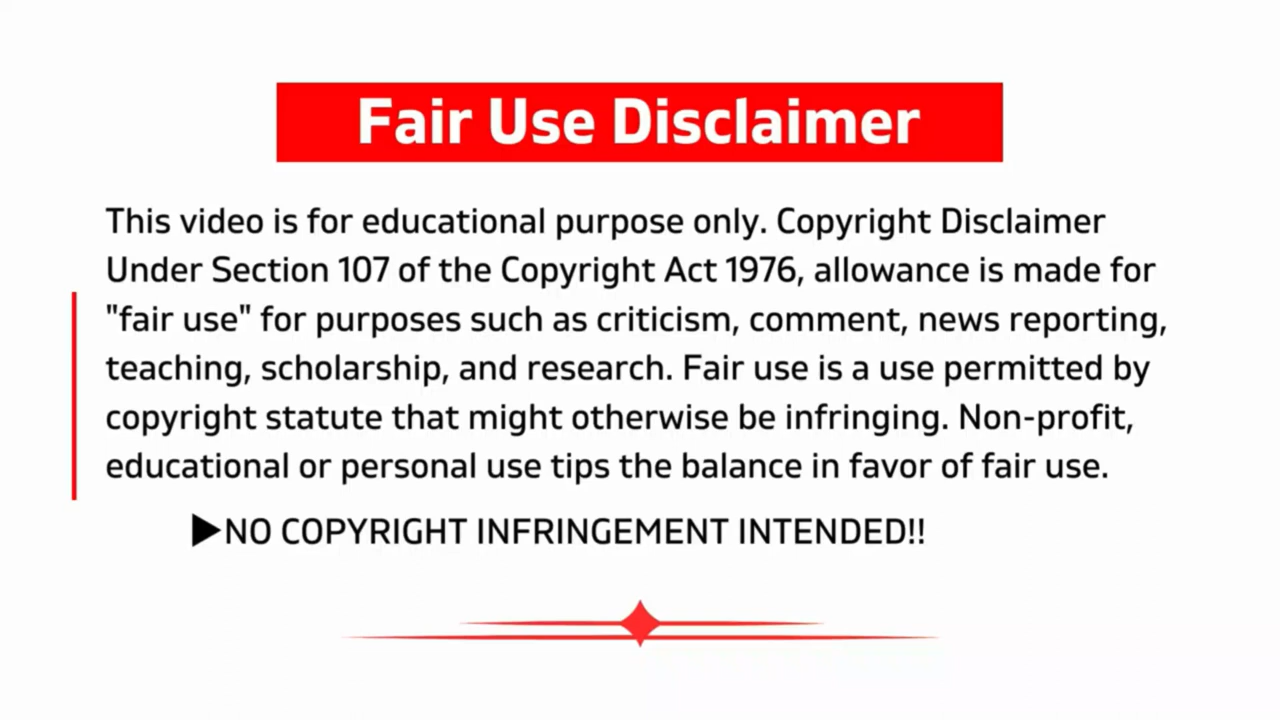 Fair Use Disclaimer
This video is for educational purpose only. Copyright Disclaimer
Under Section 107 of the Copyright Act 1976, allowance is made for
"fair use" for purposes such as criticism, comment, news reporting,
teaching, scholarship, and research. Fair use is a use permitted by
copyright statute that might otherwise be infringing. Non-profit,
educational or personal use tips the balance in favor of fair use.
▶NO COPYRIGHT INFRINGEMENT INTENDED!!